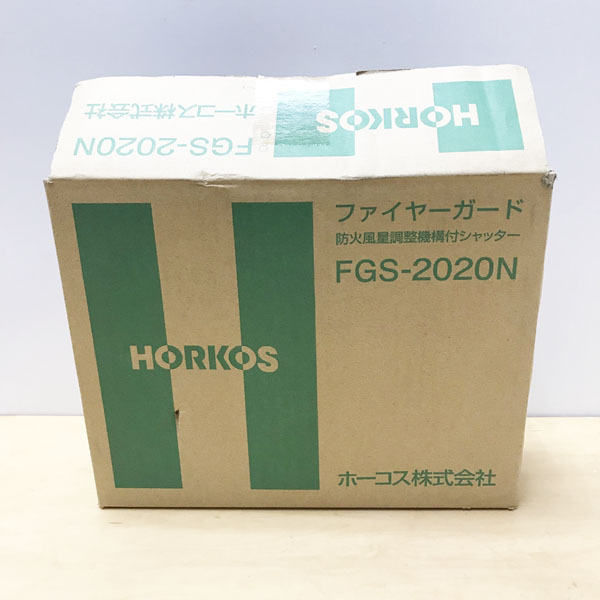 HORKOS
ホーコス株式会社
FGS-2020N
ファイヤーガード
防火風量調整機構付シャッター
FGS-2020N
HORKOS
ホーコス株式会社